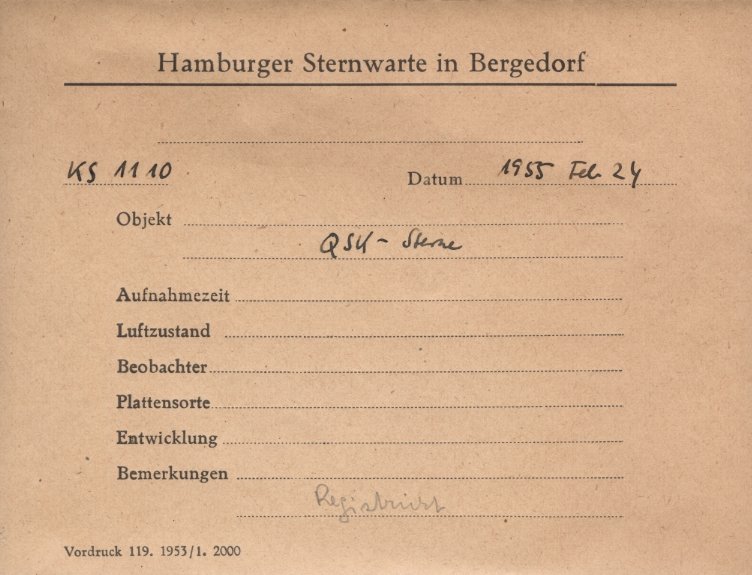 Hamburger Sternwarte in Bergedorf
KS 1110
Datum 1955 Feb 24
Objekt
QSK - Sterne
Aufnahmezeit
Luftzustand
Beobachter
Plattensorte
Entwicklung
Bemerkungen
Registriert
Vordruck 119. 1953/1. 2000